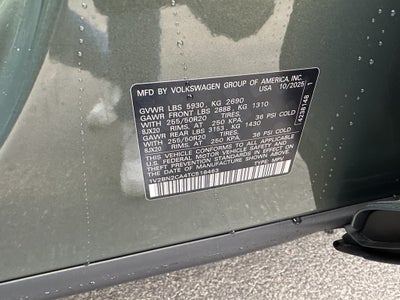 MFD BY VOLKSWAGEN GROUP OF AMERICA, INC.
USA 10/2025
GVWR LBS 5930, KG 2690
GAWR FRONT LBS 2888, KG 1310
WITH 255/50R20
8JX20 RIMS, AT 250 KPA, 36 PSI COLD
GAWR REAR LBS 3153, KG 1430
WITH 255/50R20
8JX20 RIMS, AT 250 KPA, 36 PSI COLD
THIS VEHICLE CONFORMS TO ALL APPLICABLE
U.S. FEDERAL MOTOR VEHICLE SAFETY, BUMPER,
AND THEFT PREVENTION STANDARDS IN EFFECT ON
THE DATE OF MANUFACTURE SHOWN ABOVE.
TYPE: MPV